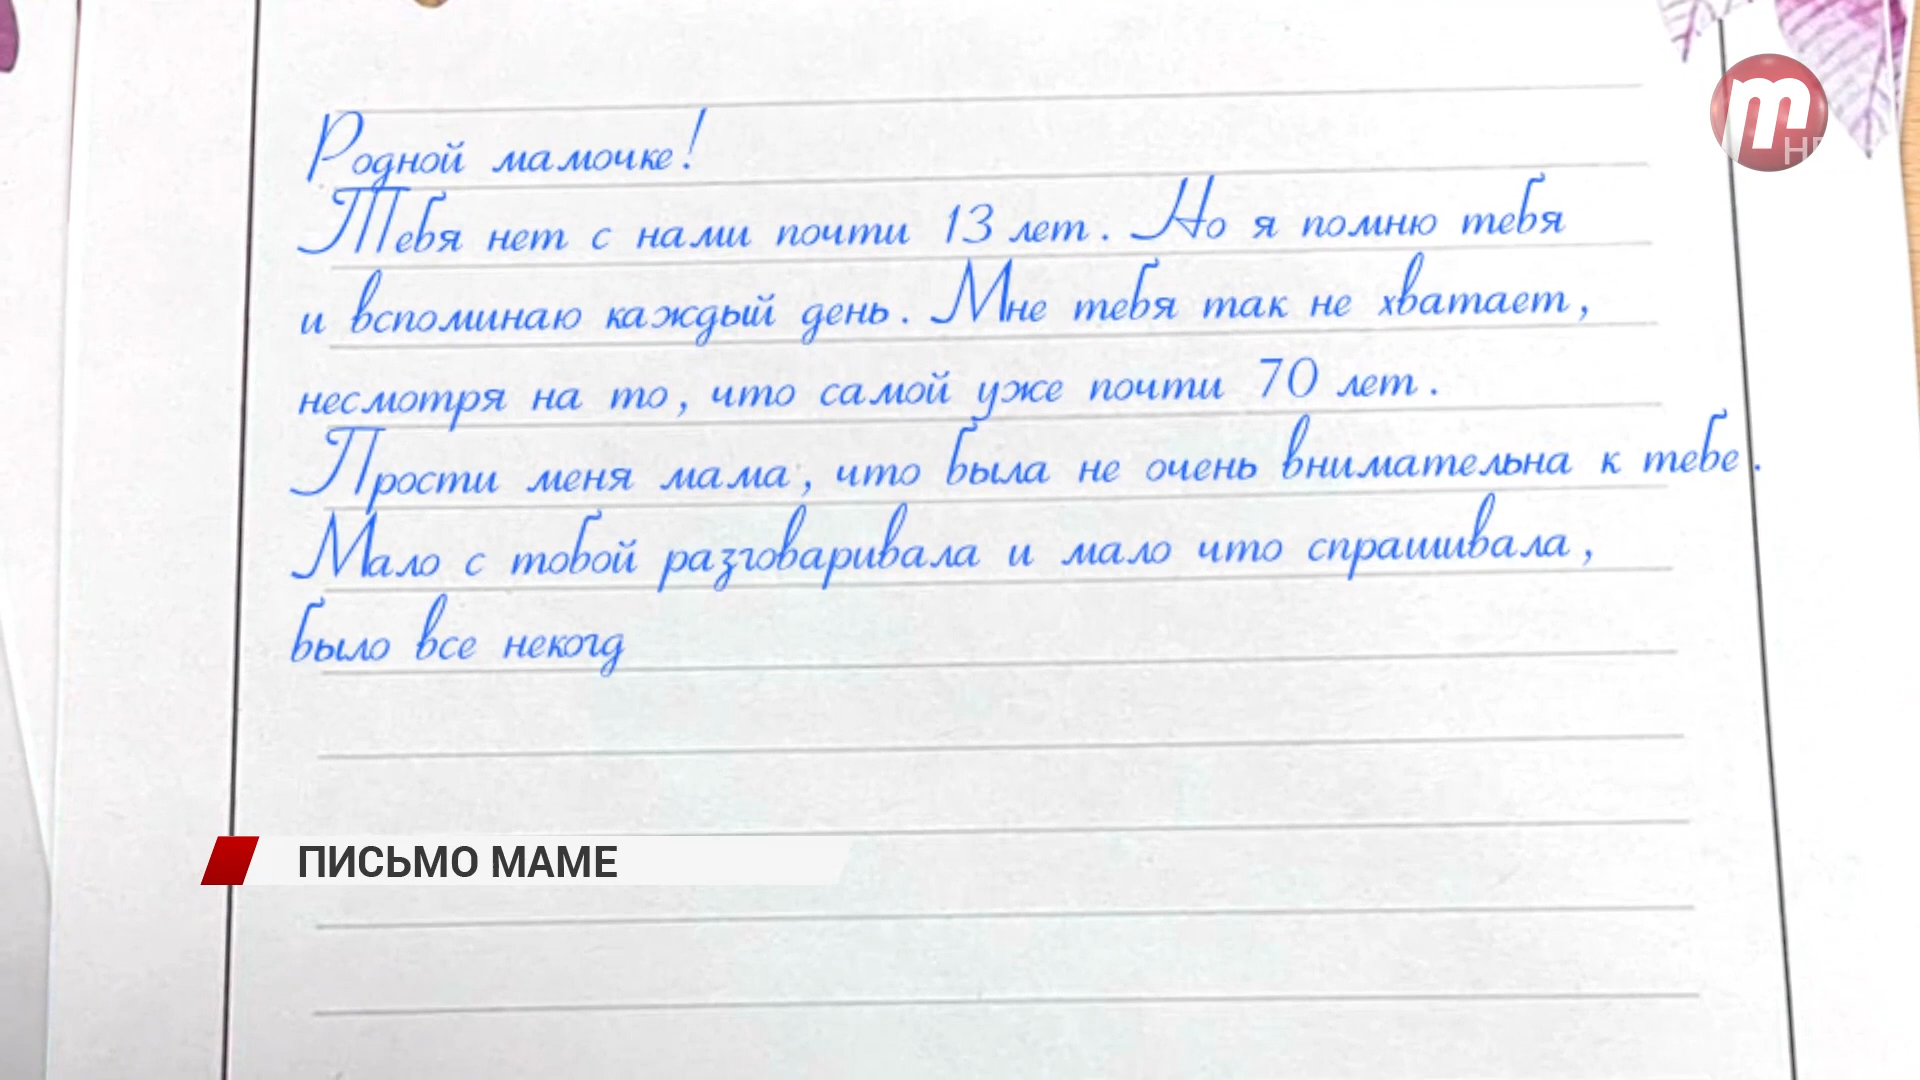 Родной мамочке!
Тебя нет с нами почти 13 лет. Но я помню тебя
и вспоминаю каждый день. Мне тебя так не хватает,
несмотря на то, что самой уже почти 70 лет.
Прости меня мама, что была не очень внимательна к тебе.
Мало с тобой разговаривала и мало что спрашивала,
было все некогд
ПИСЬМО МАМЕ